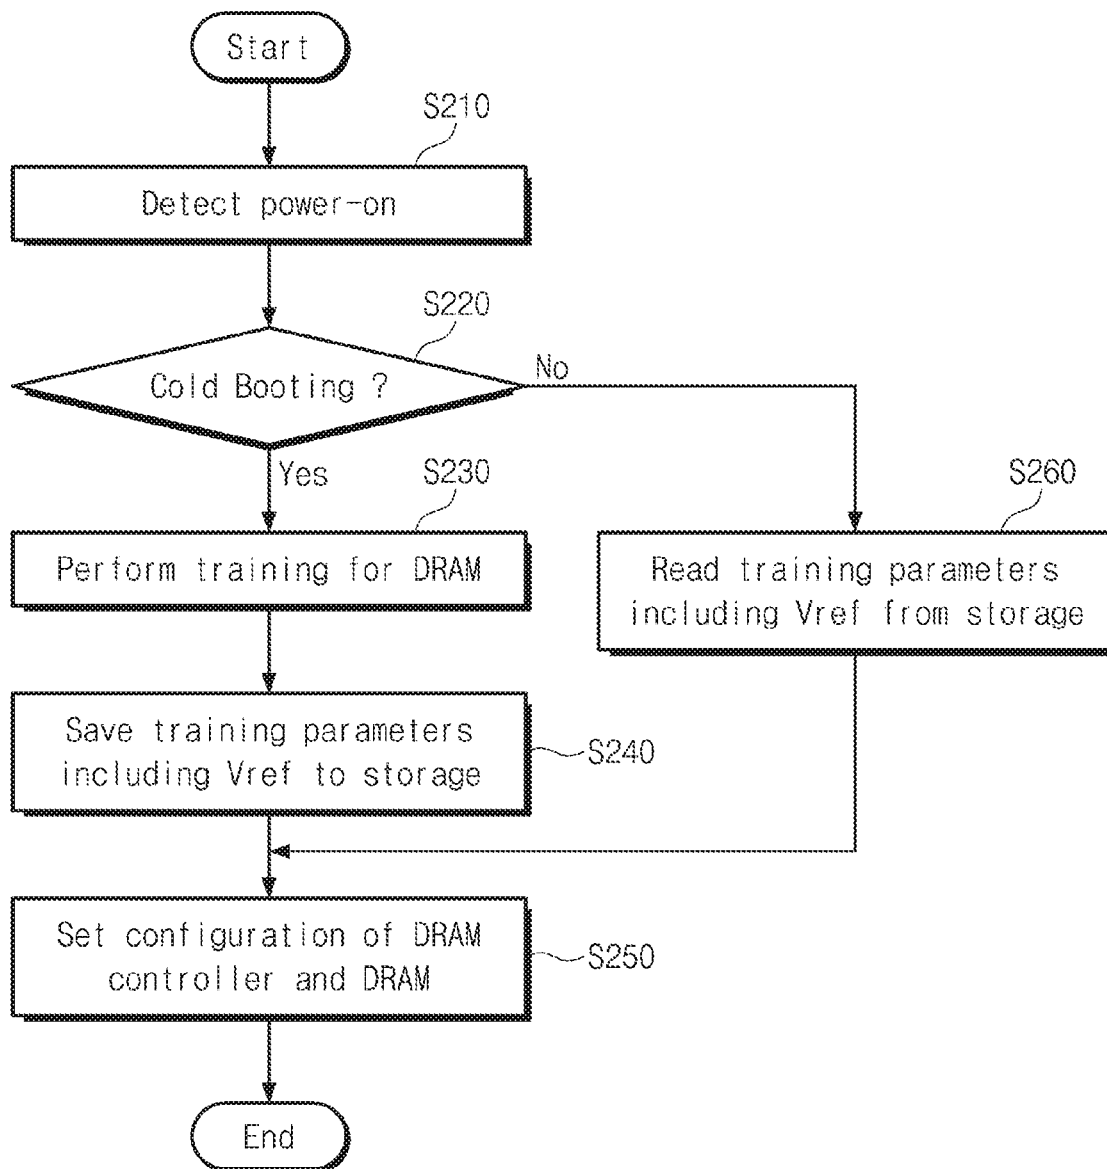 Start
S210
Detect power-on
S220
Cold Booting ?
No
Yes
S230
S260
Perform training for DRAM
Read training parameters
including Vref from storage
Save training parameters
including Vref to storage
S240
Set configuration of DRAM
controller and DRAM
S250
End